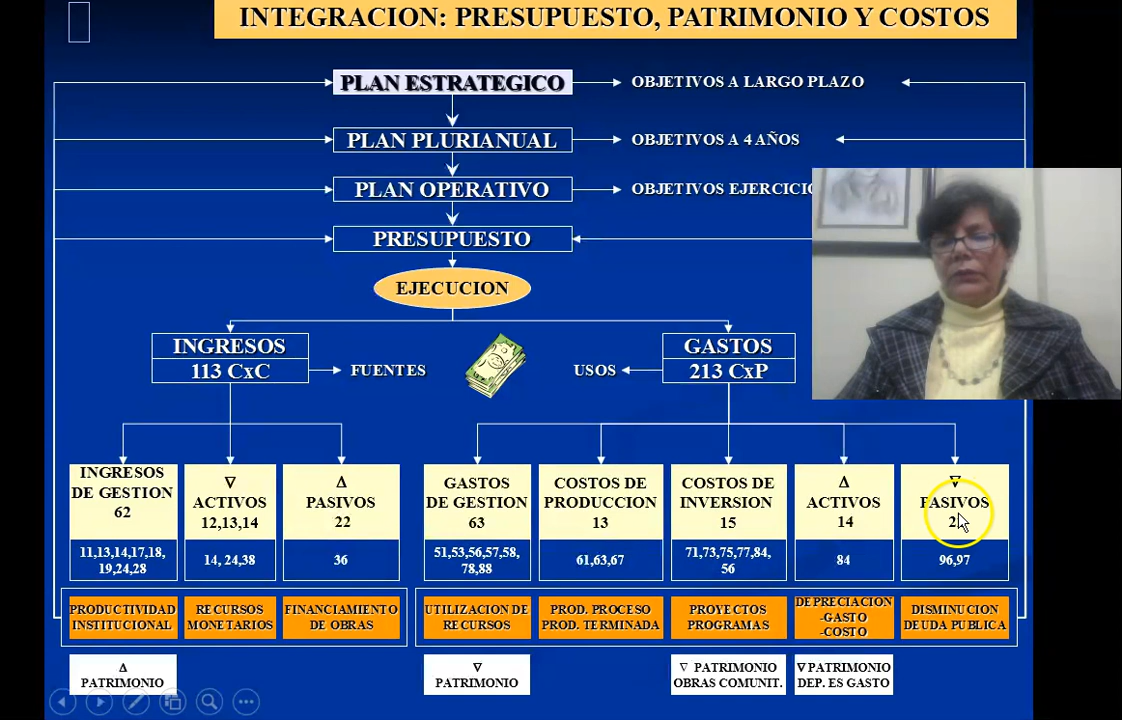 INTEGRACION: PRESUPUESTO, PATRIMONIO Y COSTOS
PLAN ESTRATEGICO
OBJETIVOS A LARGO PLAZO
PLAN PLURIANUAL
OBJETIVOS A 4 AÑOS
PLAN OPERATIVO
OBJETIVOS
PRESUPUESTO
EJECUCION
INGRESOS
113 CxC
FUENTES
USOS
GASTOS
213 CxP
INGRESOS
DE GESTION
62
∇
ACTIVOS
12,13,14
Δ
PASIVOS
22
GASTOS
DE GESTION
63
COSTOS DE
PRODUCCION
13
COSTOS DE
INVERSION
15
Δ
ACTIVOS
14
∇
PASIVOS
11,13,14,17,18,
19,24,28
14, 24,38
36
51,53,56,57,58,
78,88
61,63,67
71,73,75,77,84,
56
84
96,97
PRODUCTIVIDAD
INSTITUCIONAL
RECURSOS
MONETARIOS
FINANCIAMIENTO
DE OBRAS
UTILIZACION DE
RECURSOS
PROD. PROCESO
PROD. TERMINADA
PROYECTOS
PROGRAMAS
DEPRECIACION
-GASTO
-COSTO
DISMINUCION
DEUDA PUBLICA
Δ
PATRIMONIO
∇
PATRIMONIO
∇ PATRIMONIO
OBRAS COMUNIT.
∇ PATRIMONIO
DEP. ES GASTO